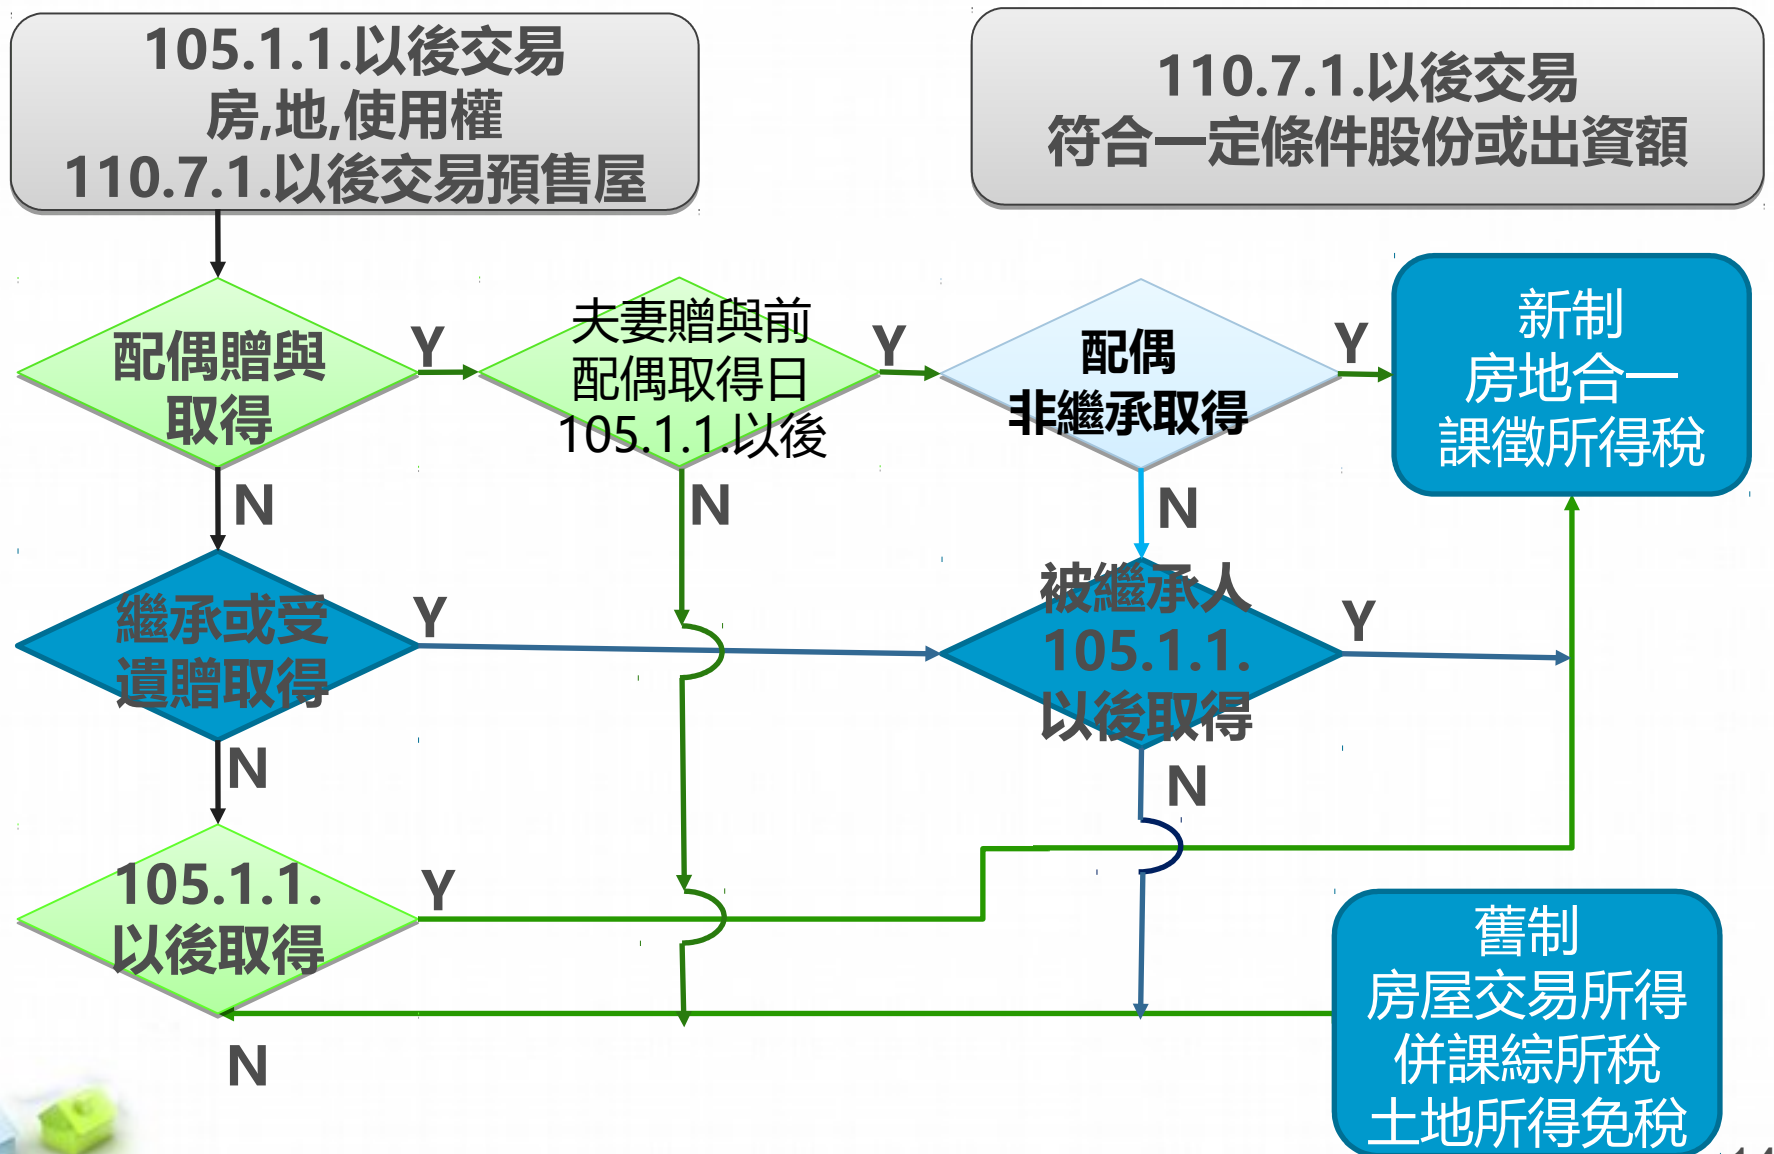 105.1.1.以後交易
房,地,使用權
110.7.1.以後交易預售屋
110.7.1.以後交易
符合一定條件股份或出資額
配偶贈與
取得
Y
夫妻贈與前
配偶取得日
105.1.1.以後
Y
配偶
非繼承取得
Y
新制
房地合一
課徵所得稅
N
N
N
繼承或受
遺贈取得
Y
被繼承人
105.1.1.
以後取得
Y
N
N
105.1.1.
以後取得
Y
N
舊制
房屋交易所得
併課綜所稅
土地所得免稅